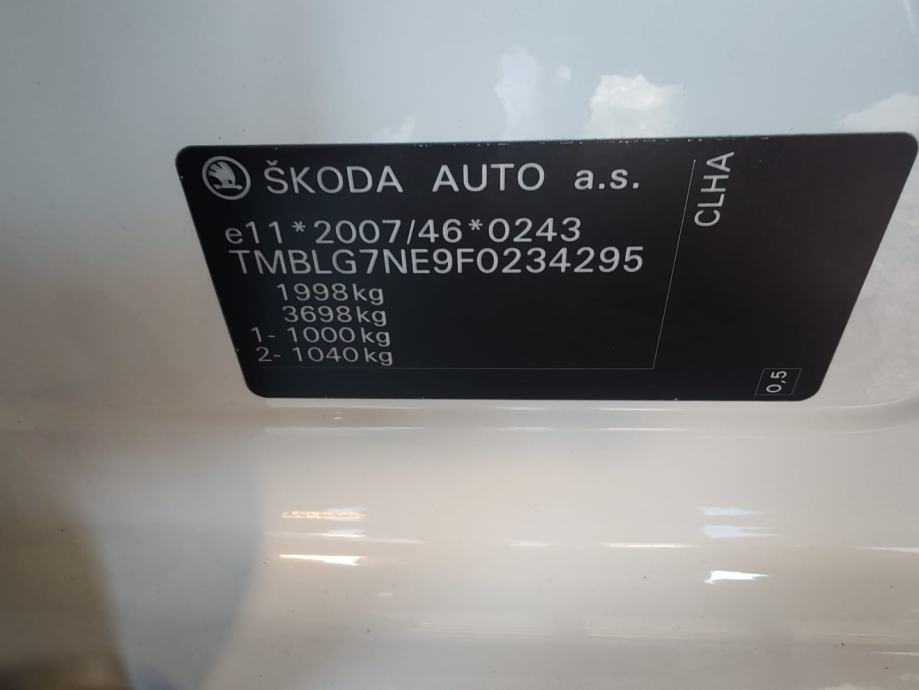 ŠKODA AUTO a.s.
e11*2007/46*0243
TMBLG7NE9F0234295
1998kg
3698kg
1- 1000kg
2- 1040kg
CLHA
0,5